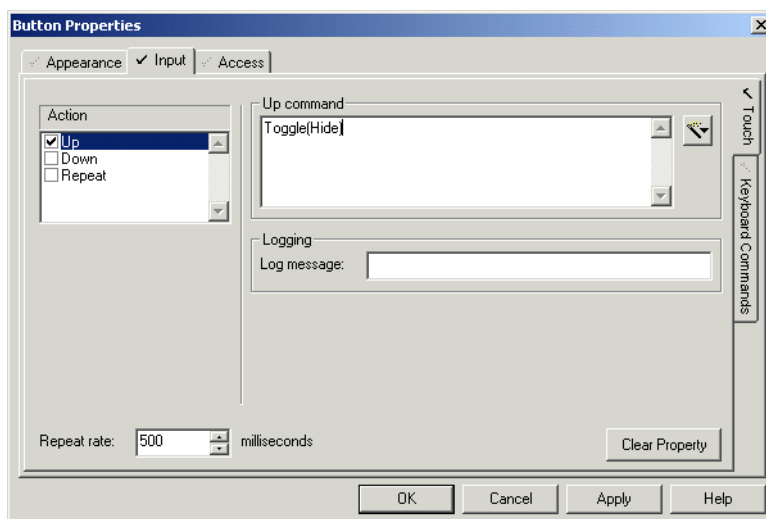 Button Properties
Appearance Input Access
Action
Up
Down
Repeat
Up command
Toggle(Hide)
Logging
Log message:
Touch
Keyboard Commands
Repeat rate: 500 milliseconds
Clear Property
OK Cancel Apply Help